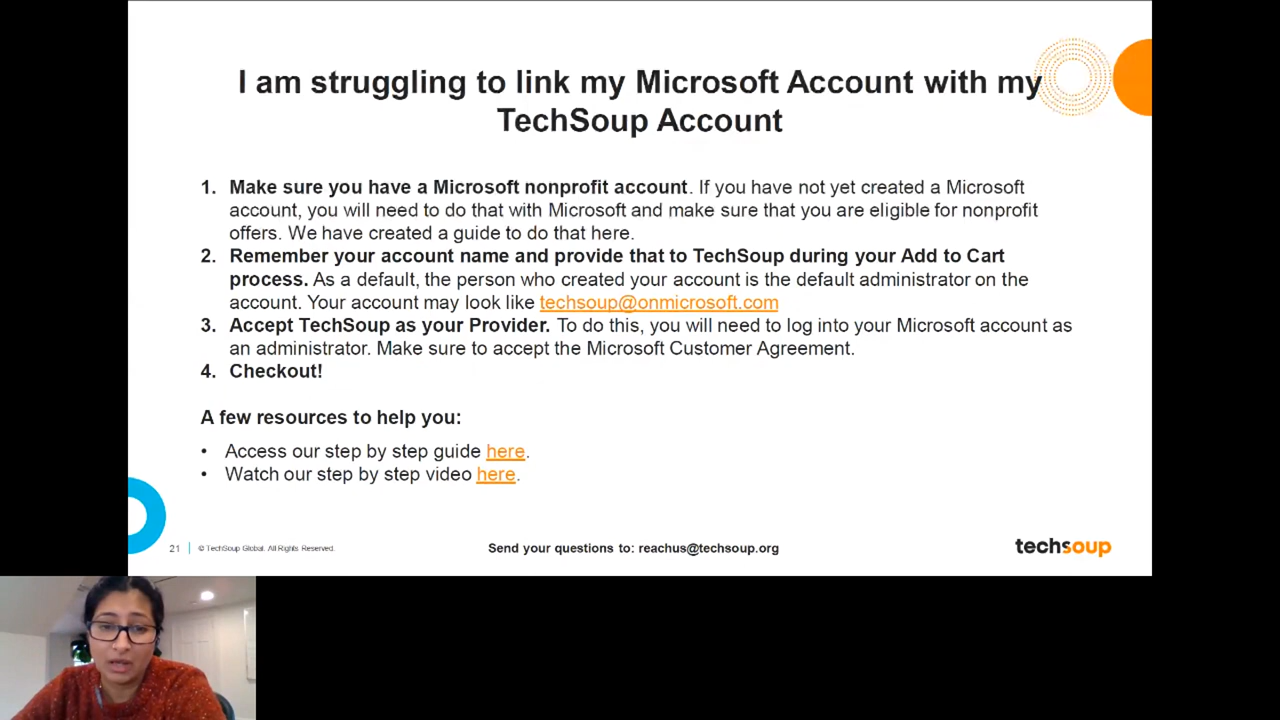 I am struggling to link my Microsoft Account with my
TechSoup Account
1. Make sure you have a Microsoft nonprofit account. If you have not yet created a Microsoft
account, you will need to do that with Microsoft and make sure that you are eligible for nonprofit
offers. We have created a guide to do that here.
2. Remember your account name and provide that to TechSoup during your Add to Cart
process. As a default, the person who created your account is the default administrator on the
account. Your account may look like techsoup@onmicrosoft.com
3. Accept TechSoup as your Provider. To do this, you will need to log into your Microsoft account as
an administrator. Make sure to accept the Microsoft Customer Agreement.
4. Checkout!
A few resources to help you:
• Access our step by step guide here.
• Watch our step by step video here.
21 | © TechSoup Global. All Rights Reserved.
Send your questions to: reachus@techsoup.org
techsoup